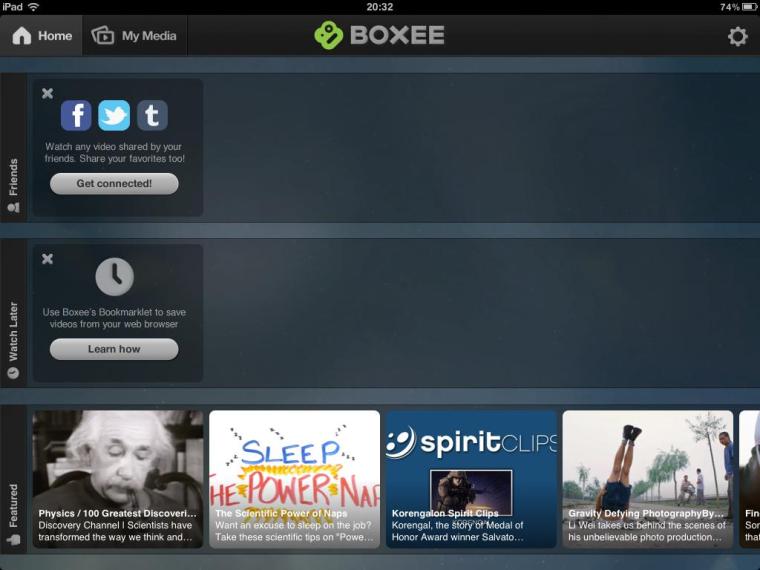 iPad
20:32
74%
Home
My Media
BOXEE
Friends
f
t
Watch any video shared by your
friends. Share your favorites too!
Get connected!
Watch Later
Use Boxee's Bookmarklet to save
videos from your web browser
Learn how
Featured
Physics / 100 Greatest Discoveri...
Discovery Channel I Scientists have
transformed the way we think and...
SLEEP
THE POWER NAP
The Scientific Power of Naps
Want an excuse to sleep on the job?
Take these scientific tips on "Powe...
spiritCLIPS
Korengalon Spirit Clips
Korengal, the story of Medal of
Honor Award winner Salvato...
Gravity Defying PhotographyBy...
Li Wei takes us behind the scenes of
his unbelievable photo production...
Fin
Son
that